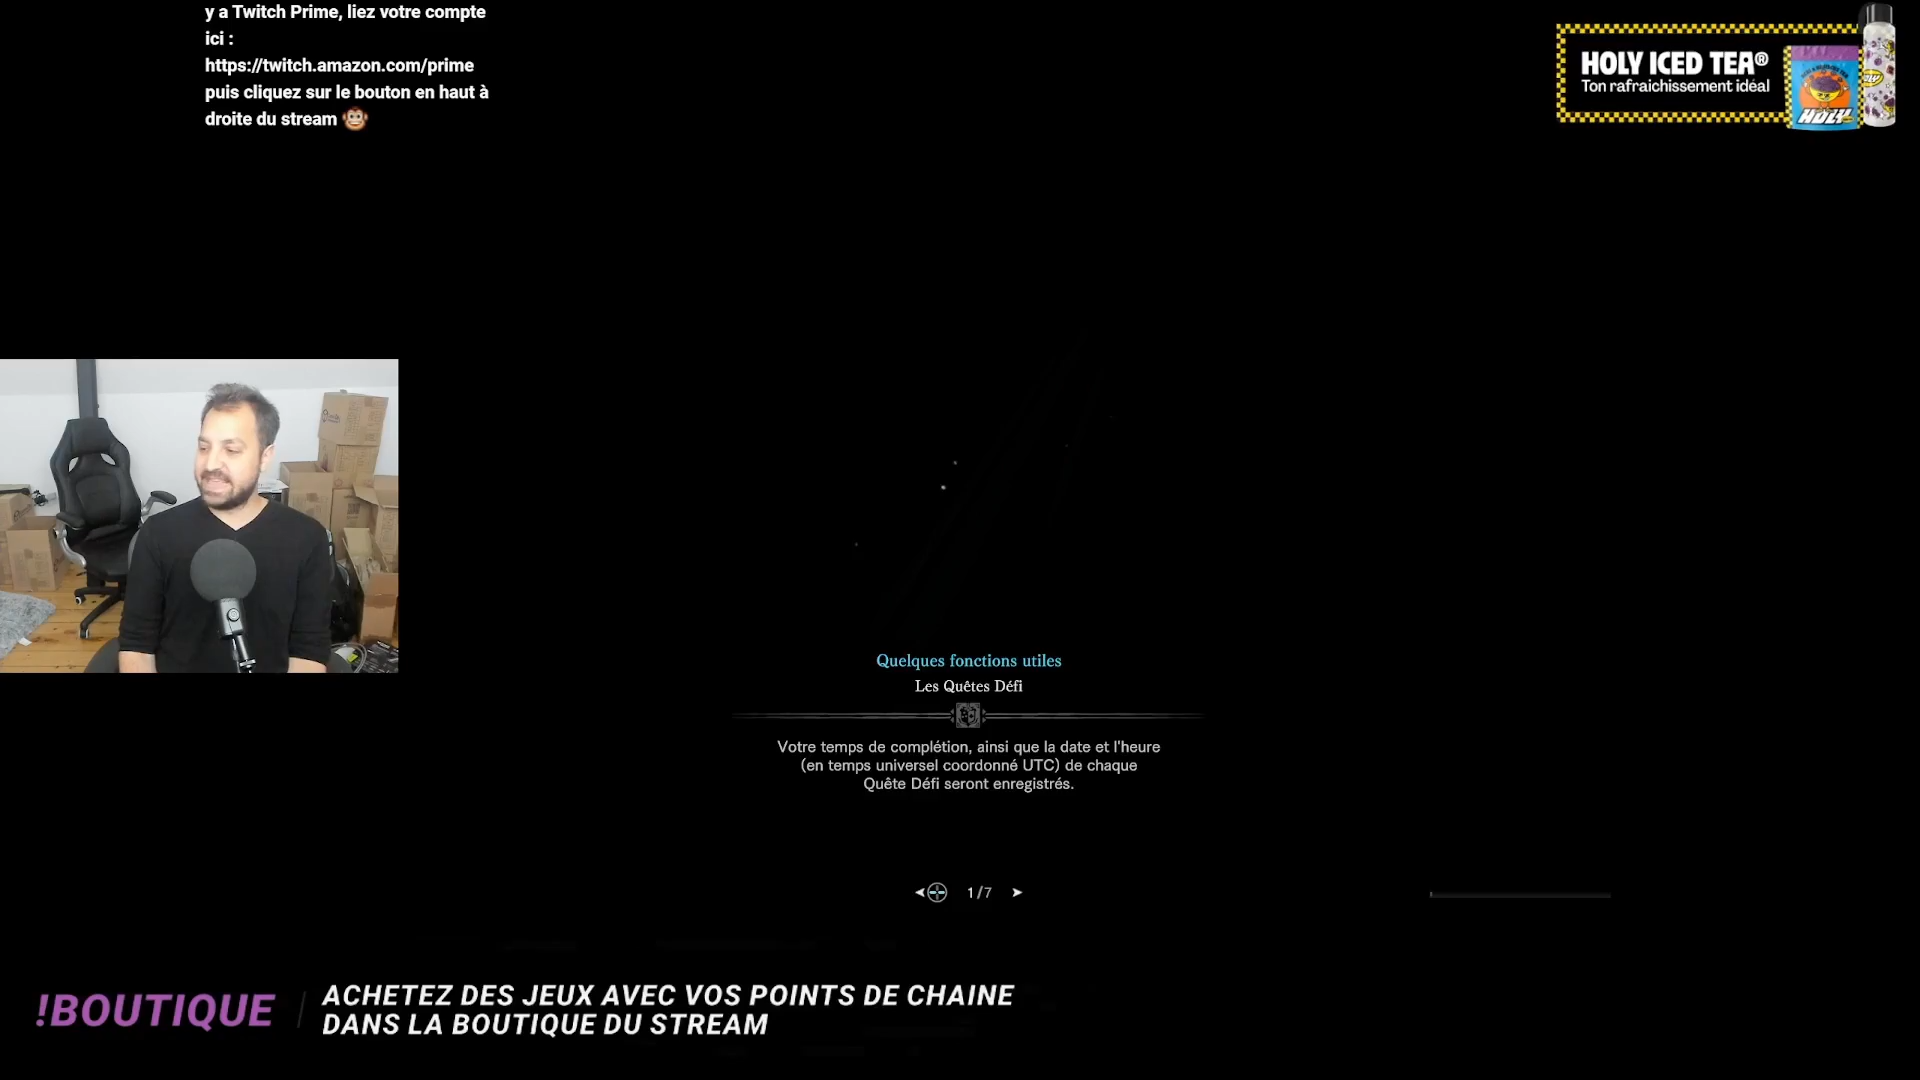 y a Twitch Prime, liez votre compte
ici :
https://twitch.amazon.com/prime
puis cliquez sur le bouton en haut à
droite du stream
HOLY ICED TEA®
Ton rafraichissement idéal
HOLY
Quelques fonctions utiles
Les Quêtes Défi
Votre temps de complétion, ainsi que la date et l'heure
(en temps universel coordonné UTC) de chaque
Quête Défi seront enregistrés.
1/7
!BOUTIQUE
ACHETEZ DES JEUX AVEC VOS POINTS DE CHAINE
DANS LA BOUTIQUE DU STREAM